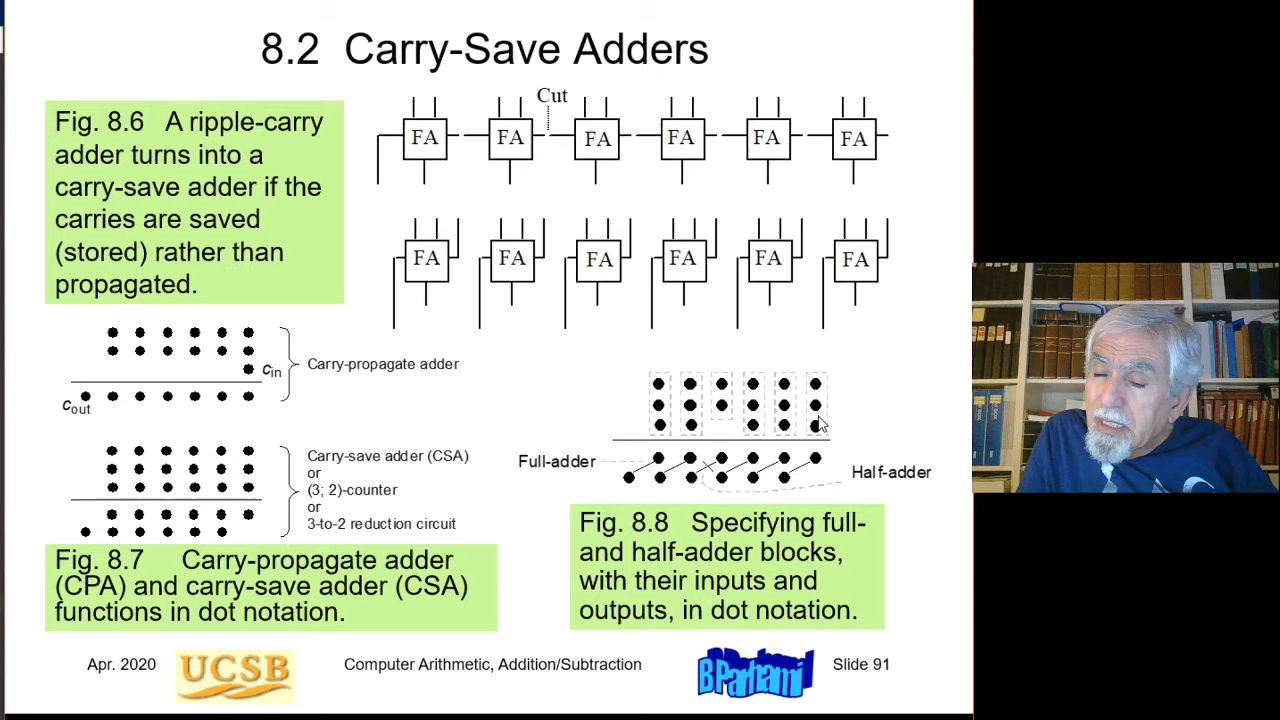 8.2 Carry-Save Adders
Fig. 8.6 A ripple-carry
adder turns into a
carry-save adder if the
carries are saved
(stored) rather than
propagated.
Cut
FA FA FA FA FA FA
FA FA FA FA FA FA
cin
Carry-propagate adder
cout
Carry-save adder (CSA)
or
(3; 2)-counter
or
3-to-2 reduction circuit
Fig. 8.7 Carry-propagate adder
(CPA) and carry-save adder (CSA)
functions in dot notation.
Full-adder
Half-adder
Fig. 8.8 Specifying full-
and half-adder blocks,
with their inputs and
outputs, in dot notation.
Apr. 2020
UCSB
Computer Arithmetic, Addition/Subtraction
B Parhami
Slide 91